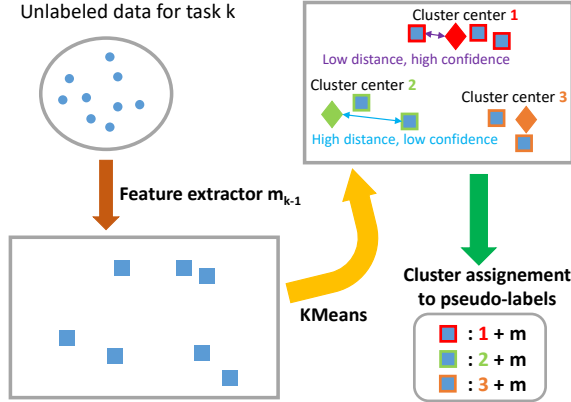 Unlabeled data for task k
Feature extractor mk-1
KMeans
Cluster center 1
Low distance, high confidence
Cluster center 2
Cluster center 3
High distance, low confidence
Cluster assignement
to pseudo-labels
: 1 + m
: 2 + m
: 3 + m